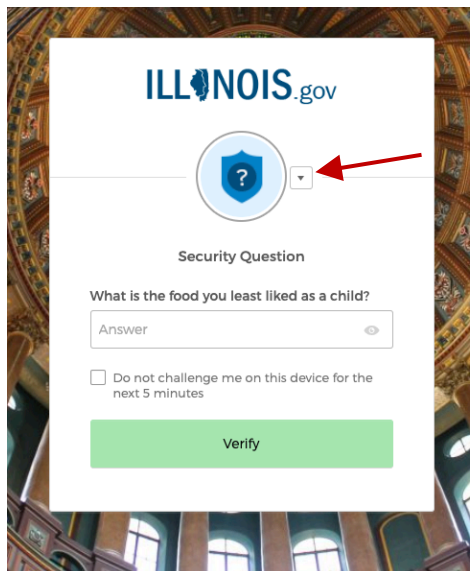 ILLINOIS.gov
?
Security Question
What is the food you least liked as a child?
Answer
Do not challenge me on this device for the
next 5 minutes
Verify